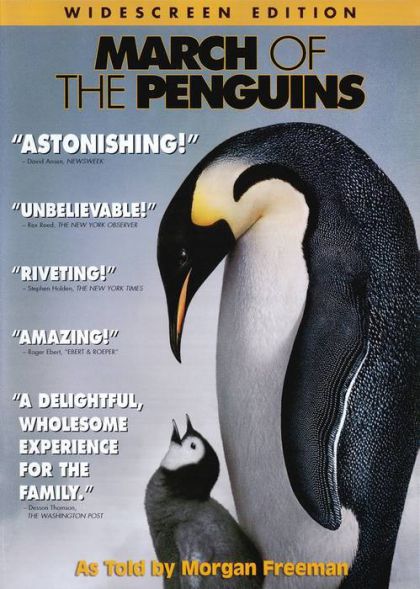 WIDESCREEN EDITION
MARCH OF
THE PENGUINS
"ASTONISHING!"
– David Ansen, NEWSWEEK
"UNBELIEVABLE!"
– Rex Reed, THE NEW YORK OBSERVER
"RIVETING!"
– Stephen Holden, THE NEW YORK TIMES
"AMAZING!"
– Roger Ebert, "EBERT & ROEPER"
"A DELIGHTFUL,
WHOLESOME
EXPERIENCE
FOR THE
FAMILY."
– Desson Thomson,
THE WASHINGTON POST
As Told by Morgan Freeman